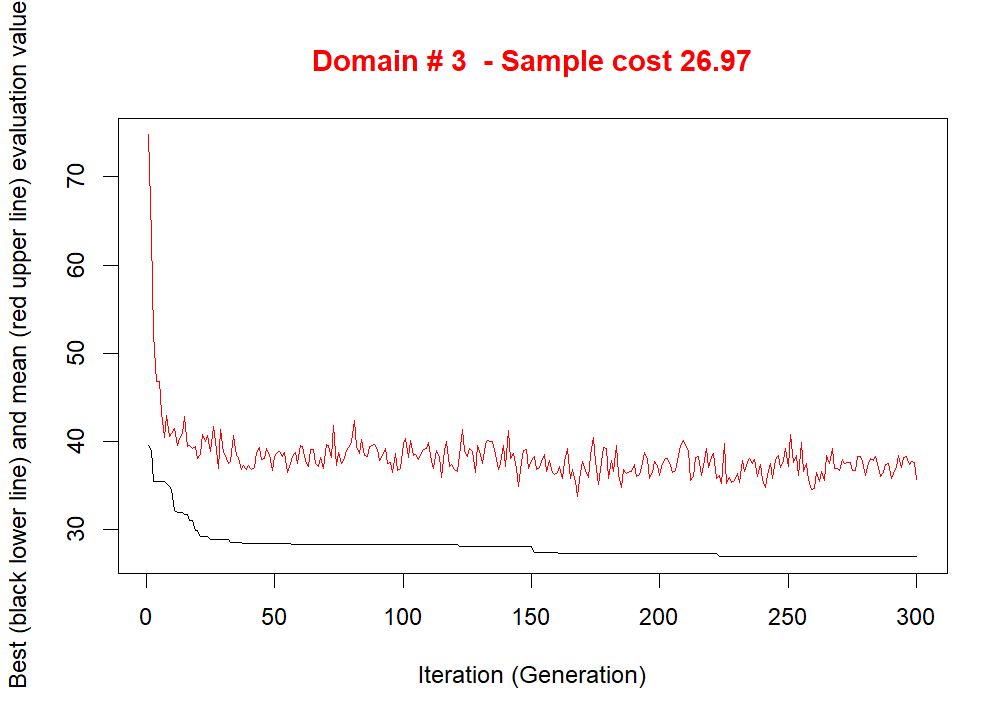 Domain # 3  - Sample cost 26.97
Best (black lower line) and mean (red upper line) evaluation value
70
60
50
40
30
0 50 100 150 200 250 300
Iteration (Generation)